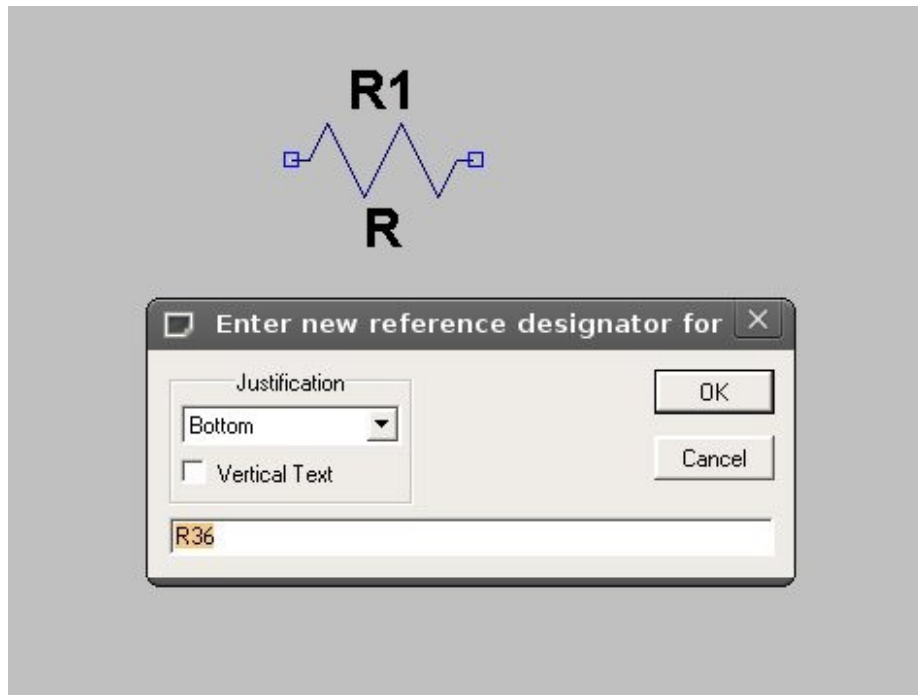 R1
R
Enter new reference designator for
Justification
Bottom
Vertical Text
OK
Cancel
R36